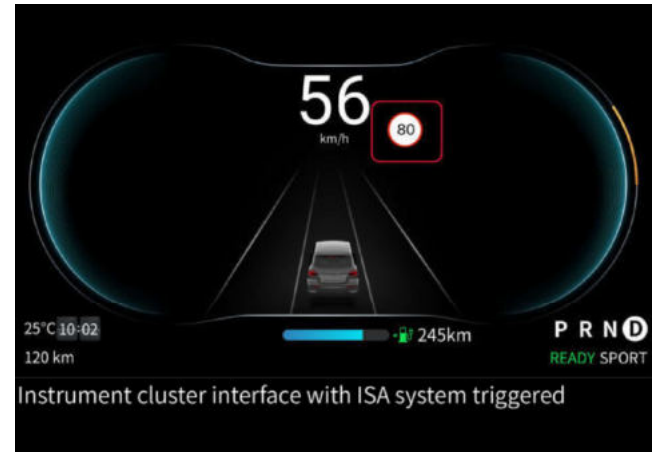 56
km/h
80
25°C 10:02
245km
P R N D
120 km
READY SPORT
Instrument cluster interface with ISA system triggered